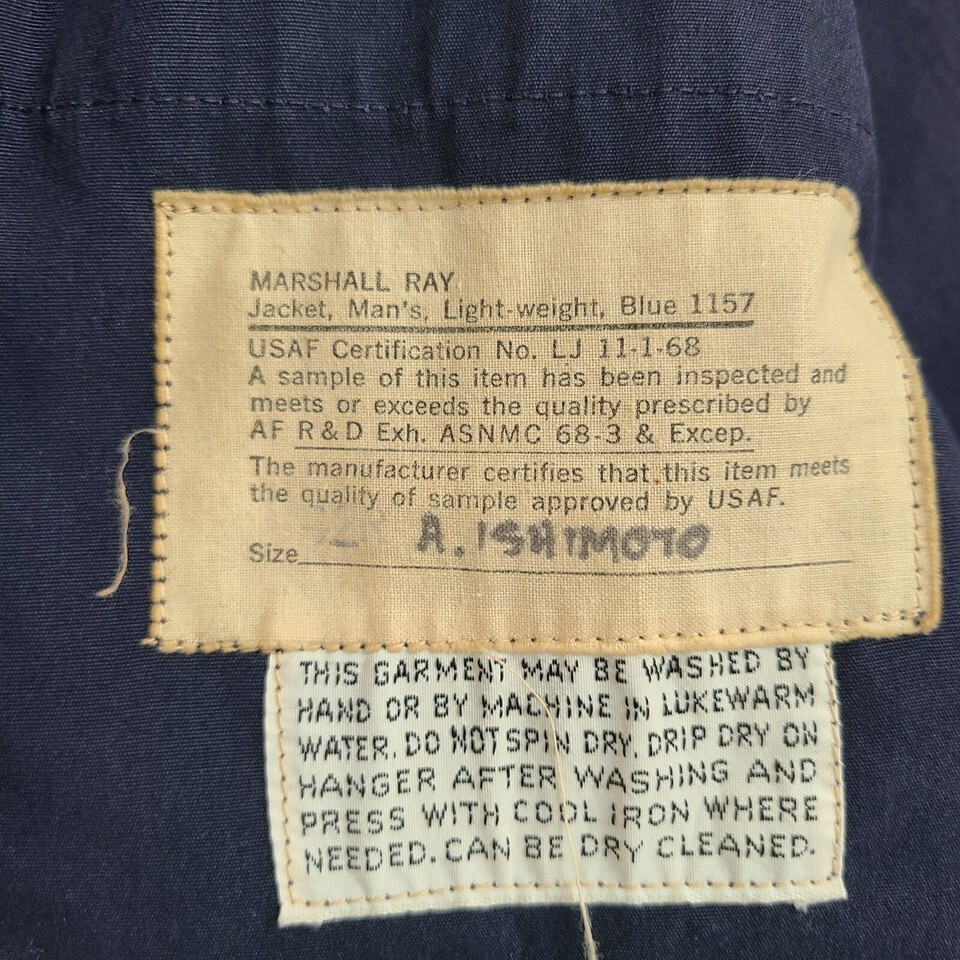 MARSHALL RAY
Jacket, Man's, Light-weight, Blue 1157
USAF Certification No. LJ 11-1-68
A sample of this item has been inspected and
meets or exceeds the quality prescribed by
AF R&D Exh. ASNMC 68-3 & Excep.
The manufacturer certifies that this item meets
the quality of sample approved by USAF.
Size A. ISHIMOTO
THIS GARMENT MAY BE WASHED BY
HAND OR BY MACHINE IN LUKEWARM
WATER. DO NOT SPIN DRY. DRIP DRY ON
HANGER AFTER WASHING AND
PRESS WITH COOL IRON WHERE
NEEDED. CAN BE DRY CLEANED.